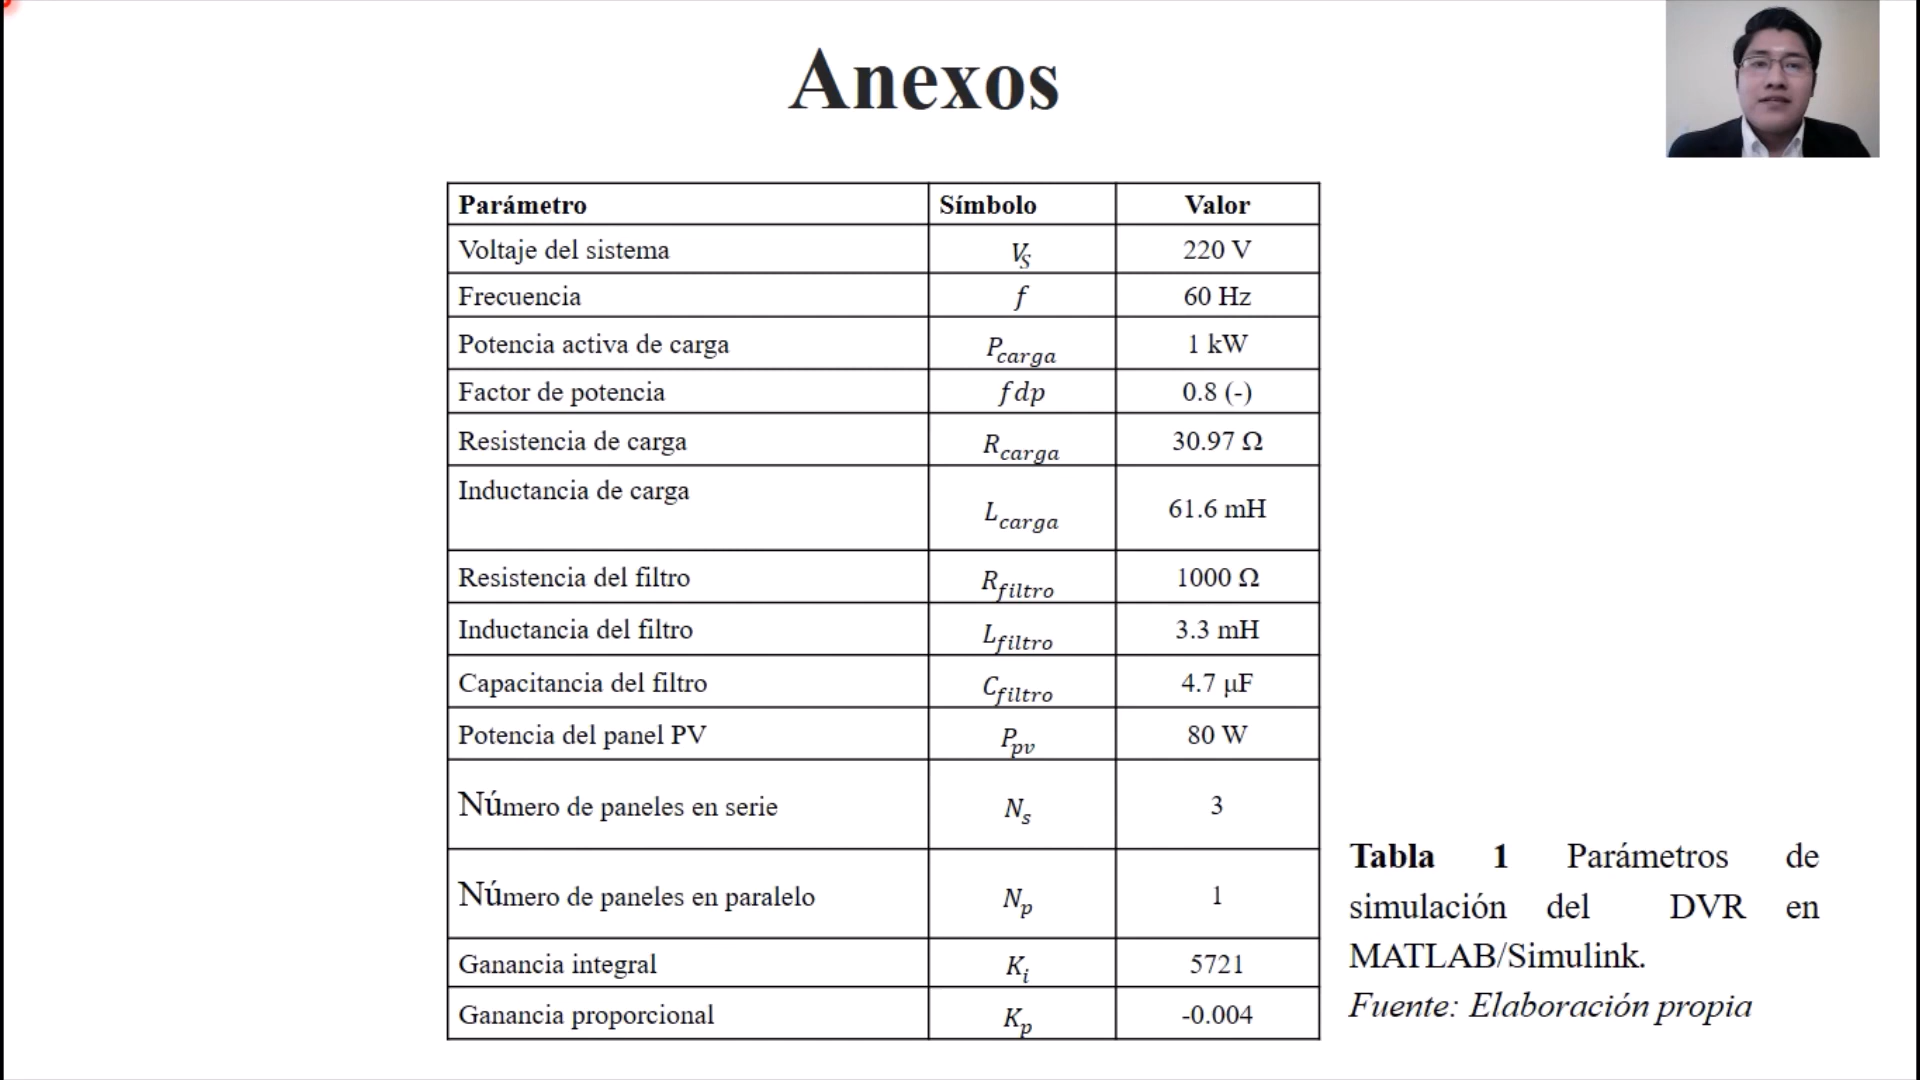 Anexos
Parámetro Símbolo Valor
Voltaje del sistema V_S 220 V
Frecuencia f 60 Hz
Potencia activa de carga P_carga 1 kW
Factor de potencia fdp 0.8 (-)
Resistencia de carga R_carga 30.97 Ω
Inductancia de carga L_carga 61.6 mH
Resistencia del filtro R_filtro 1000 Ω
Inductancia del filtro L_filtro 3.3 mH
Capacitancia del filtro C_filtro 4.7 μF
Potencia del panel PV P_pv 80 W
Número de paneles en serie N_s 3
Número de paneles en paralelo N_p 1
Ganancia integral K_i 5721
Ganancia proporcional K_p -0.004
Tabla 1 Parámetros de
simulación del DVR en
MATLAB/Simulink.
Fuente: Elaboración propia